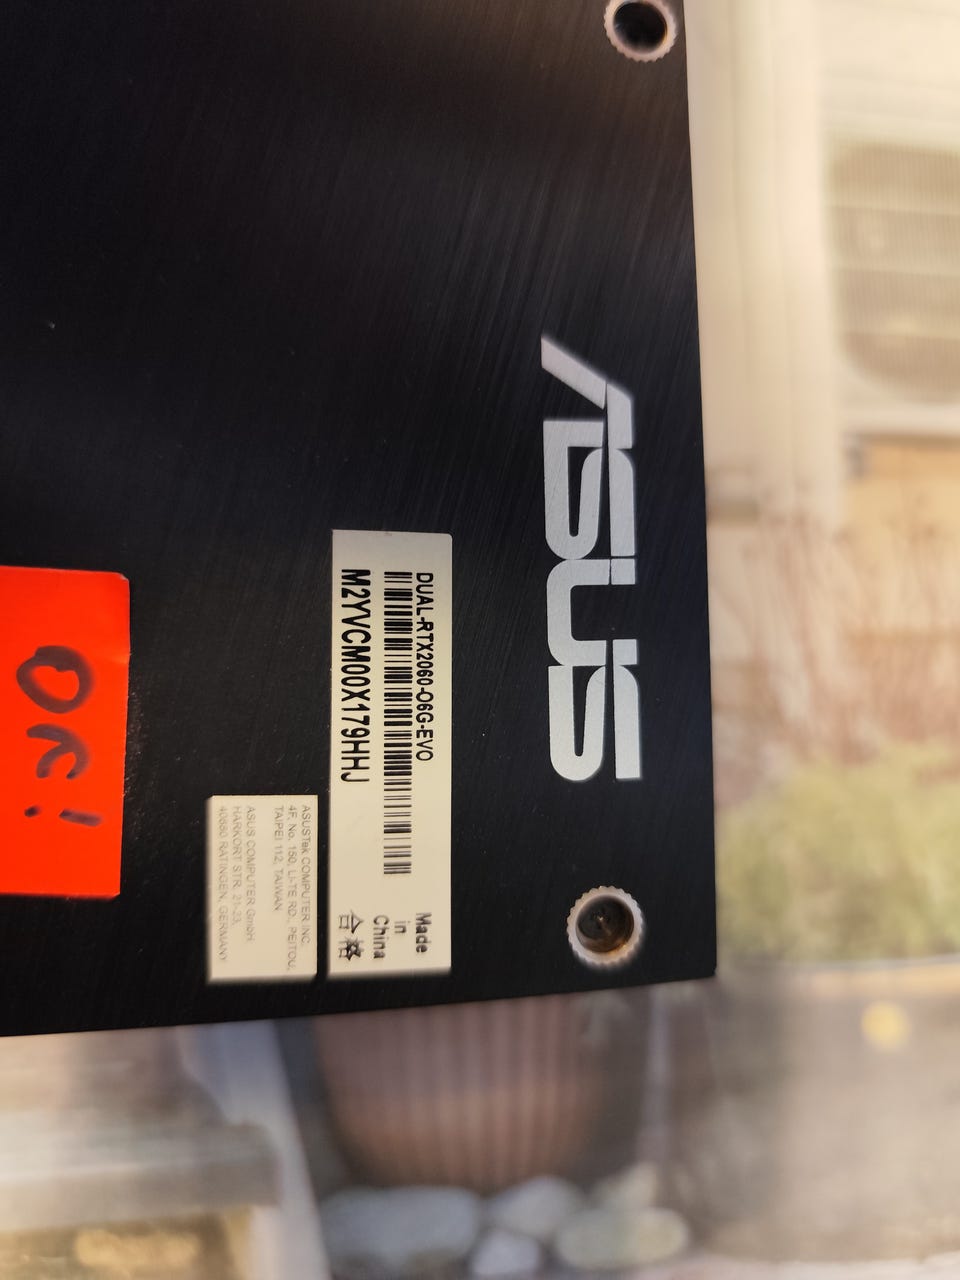 ASUS
DUAL-RTX2060-O6G-EVO
M2YVCM00X179HHJ
Made
in
China
合格
ASUSTek COMPUTER INC.
4F, No. 150, LI-TE RD., PEITOU,
TAIPEI 112, TAIWAN
ASUS COMPUTER GmbH
HARKORT STR. 21-23,
40880 RATINGEN, GERMANY